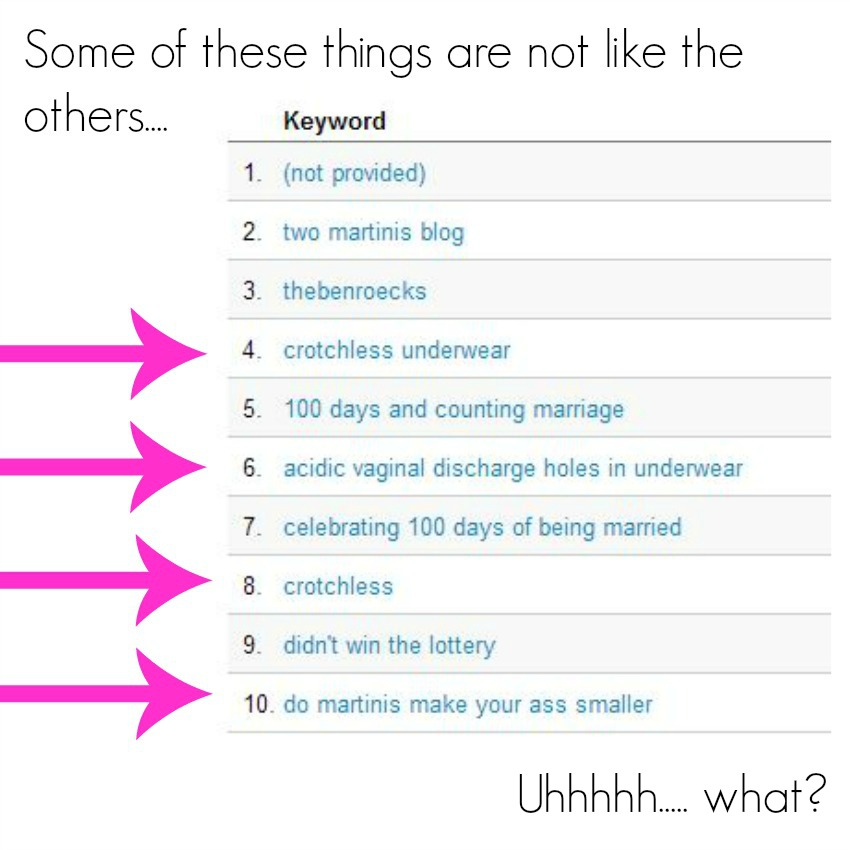 Some of these things are not like the
others....
Keyword
1. (not provided)
2. two martinis blog
3. thebenroecks
4. crotchless underwear
5. 100 days and counting marriage
6. acidic vaginal discharge holes in underwear
7. celebrating 100 days of being married
8. crotchless
9. didn't win the lottery
10. do martinis make your ass smaller
Uhhhhh..... what?